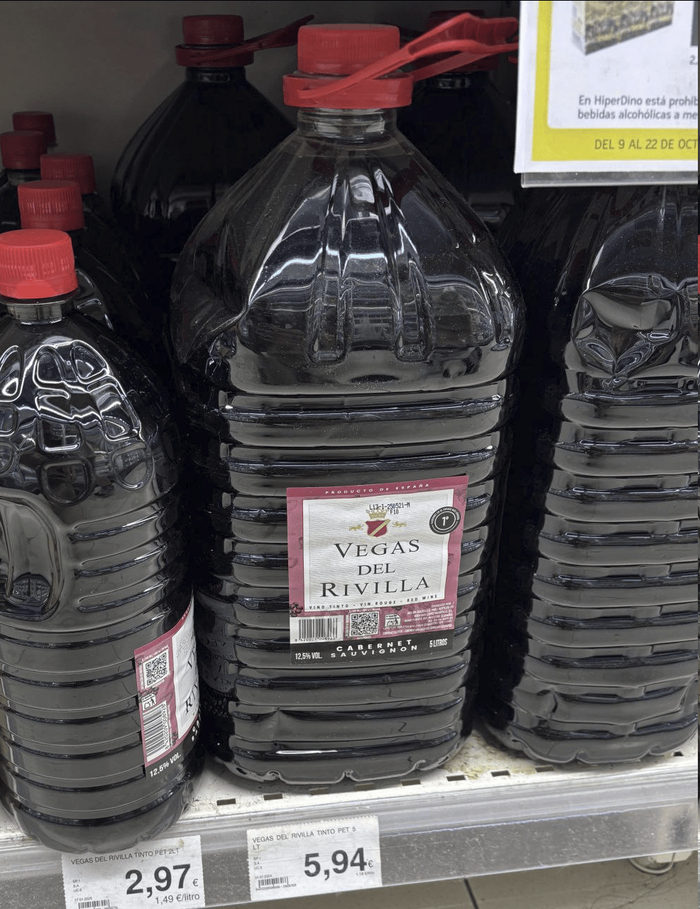 2.
En HiperDino está prohib
bebidas alcohólicas a me
DEL 9 AL 22 DE OCT
PRODUCTO DE ESPAÑA
1º
VEGAS
DEL
RIVILLA
VINO TINTO · VIN ROUGE · RED WINE
12,5% VOL.
CABERNET
SAUVIGNON
5 LITROS
12.5% VOL.
VEGAS DEL RIVILLA TINTO PET 2LT
2,97€
1,49 €/litro
VEGAS DEL RIVILLA TINTO PET 5
LT
5,94€